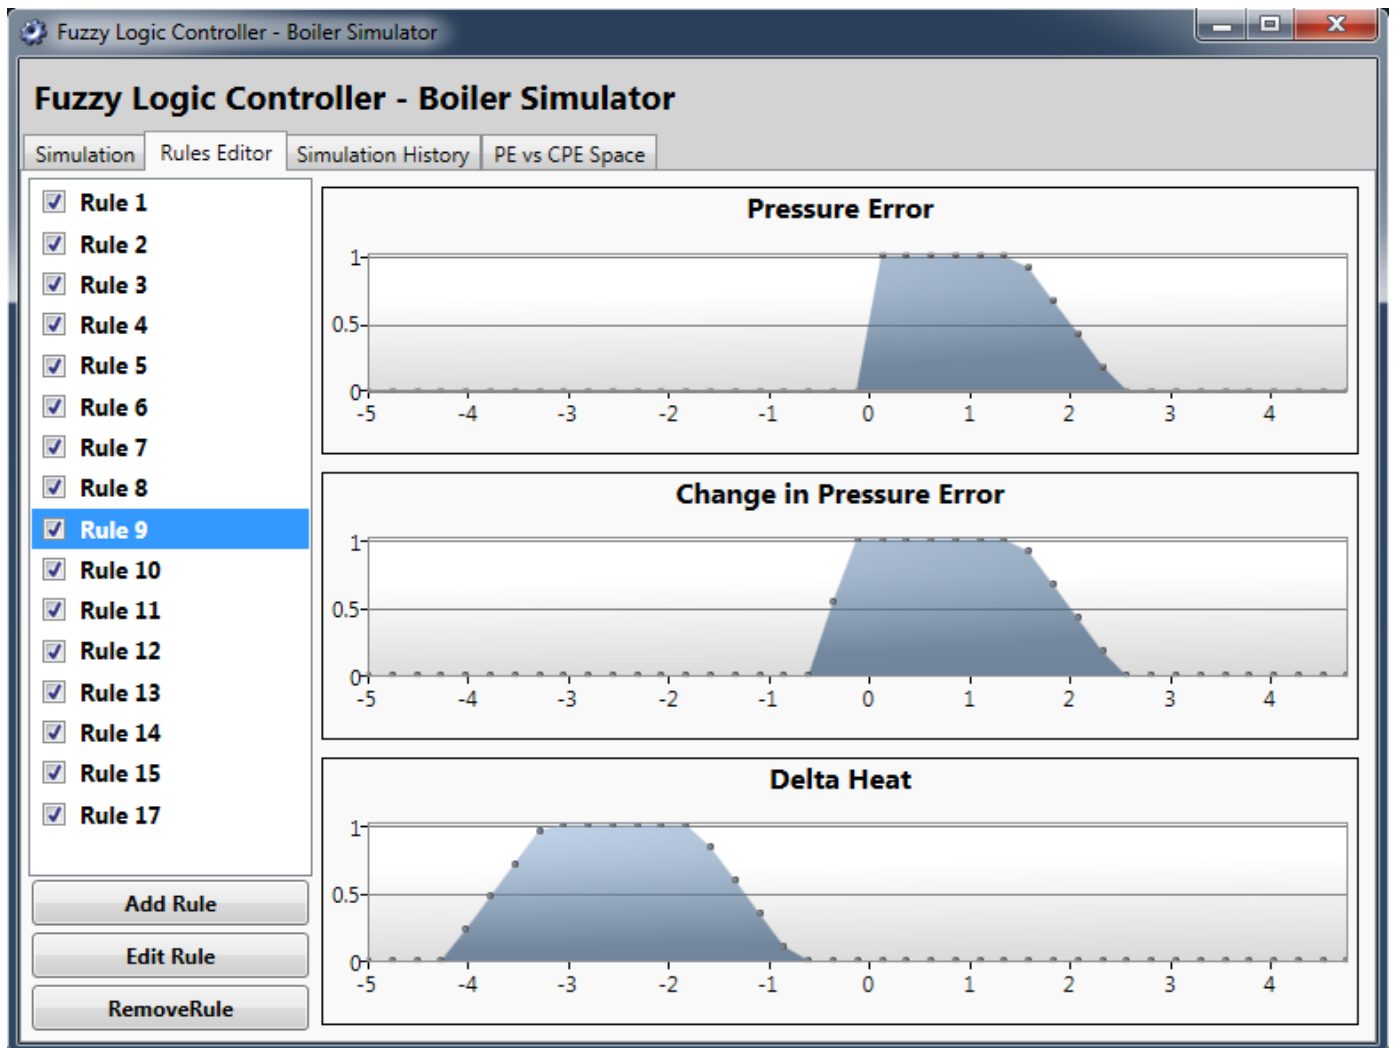 Fuzzy Logic Controller - Boiler Simulator
Fuzzy Logic Controller - Boiler Simulator
Simulation Rules Editor Simulation History PE vs CPE Space
Rule 1
Rule 2
Rule 3
Rule 4
Rule 5
Rule 6
Rule 7
Rule 8
Rule 9
Rule 10
Rule 11
Rule 12
Rule 13
Rule 14
Rule 15
Rule 17
Add Rule
Edit Rule
RemoveRule
Pressure Error
1
0.5
0
-5 -4 -3 -2 -1 0 1 2 3 4
Change in Pressure Error
1
0.5
0
-5 -4 -3 -2 -1 0 1 2 3 4
Delta Heat
1
0.5
0
-5 -4 -3 -2 -1 0 1 2 3 4